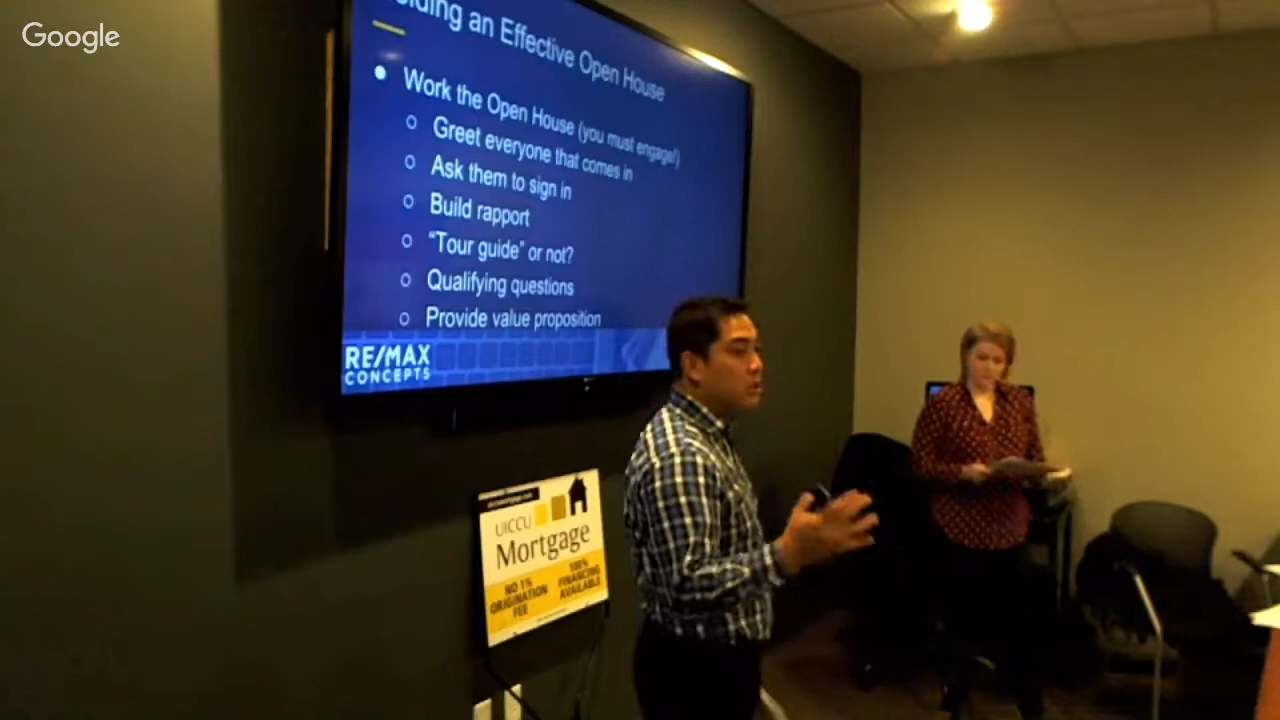 Google
an Effective Open House
Work the Open House (you must engage!)
Greet everyone that comes in
Ask them to sign in
Build rapport
"Tour guide" or not?
Qualifying questions
Provide value proposition
RE/MAX
CONCEPTS
UICCU
Mortgage
NO 1%
ORIGINATION
FEE
100%
FINANCING
AVAILABLE